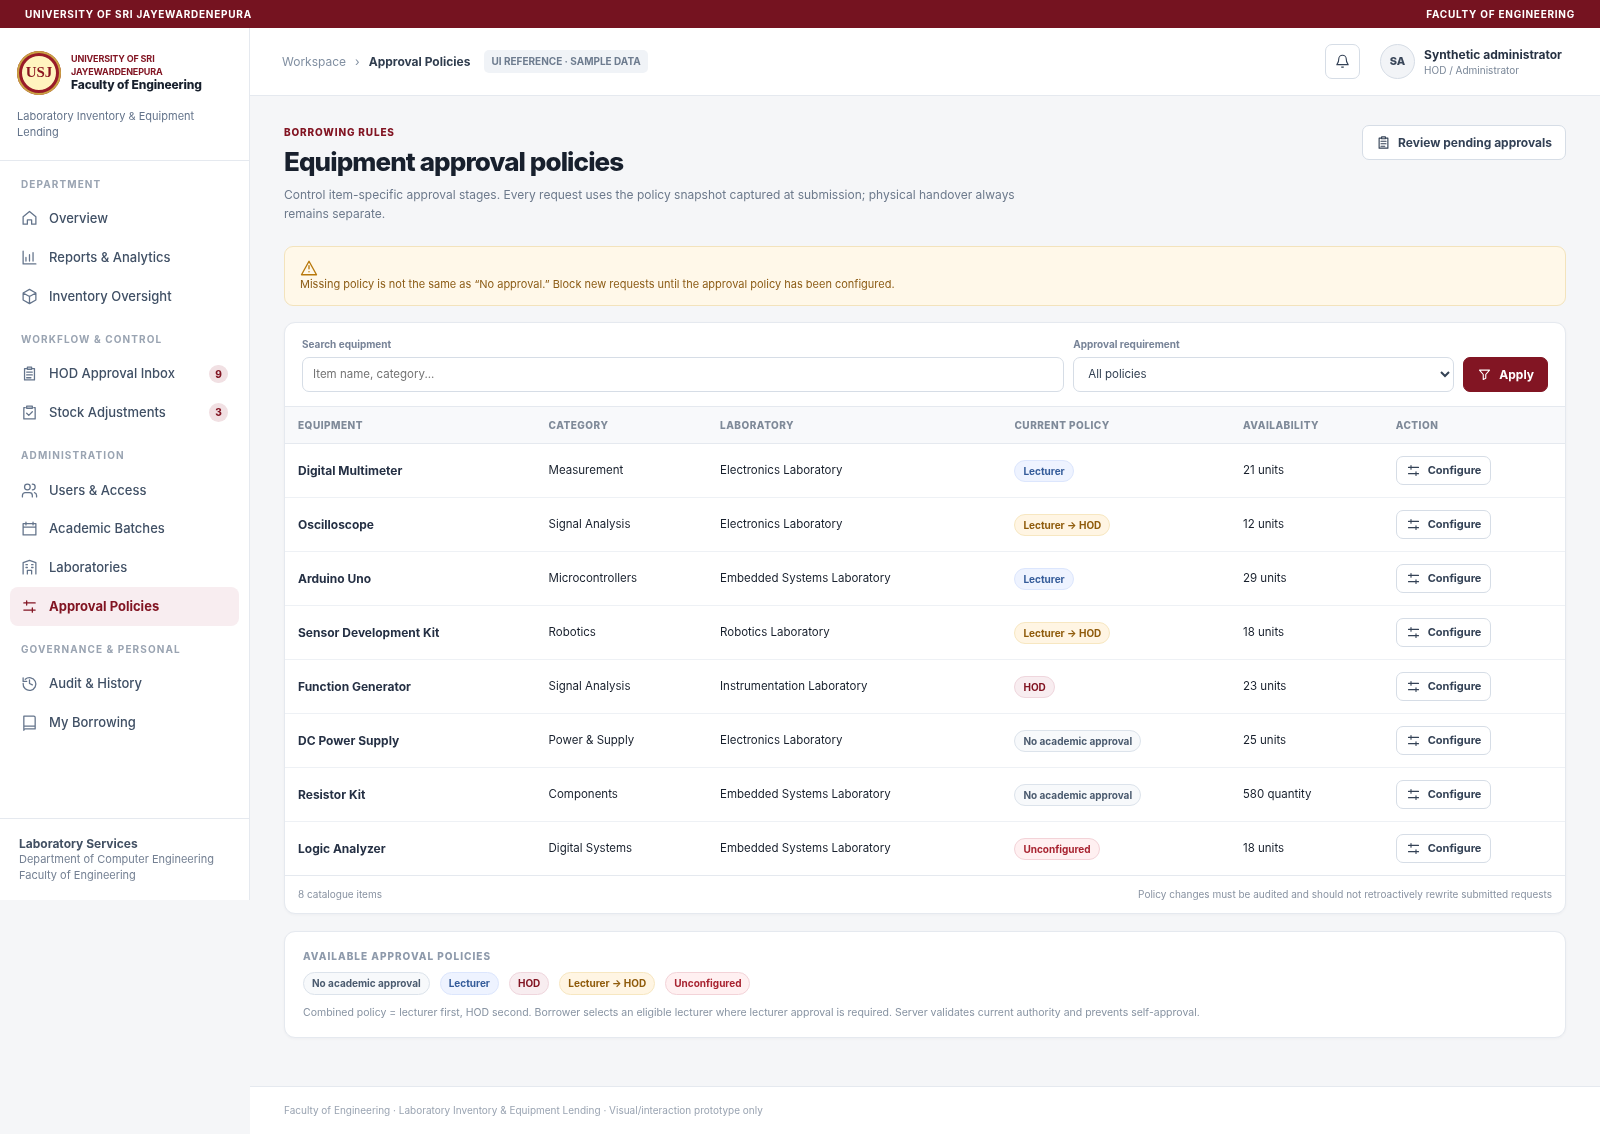 UNIVERSITY OF SRI JAYEWARDENEPURA
FACULTY OF ENGINEERING
USJ
UNIVERSITY OF SRI
JAYEWARDENEPURA
Faculty of Engineering
Laboratory Inventory & Equipment
Lending
DEPARTMENT
Overview
Reports & Analytics
Inventory Oversight
WORKFLOW & CONTROL
HOD Approval Inbox 9
Stock Adjustments 3
ADMINISTRATION
Users & Access
Academic Batches
Laboratories
Approval Policies
GOVERNANCE & PERSONAL
Audit & History
My Borrowing
Laboratory Services
Department of Computer Engineering
Faculty of Engineering
Workspace › Approval Policies UI REFERENCE · SAMPLE DATA
SA
Synthetic administrator
HOD / Administrator
BORROWING RULES
Equipment approval policies
Control item-specific approval stages. Every request uses the policy snapshot captured at submission; physical handover always
remains separate.
Review pending approvals
Missing policy is not the same as “No approval.” Block new requests until the approval policy has been configured.
Search equipment
Item name, category...
Approval requirement
All policies
Apply
EQUIPMENT CATEGORY LABORATORY CURRENT POLICY AVAILABILITY ACTION
Digital Multimeter Measurement Electronics Laboratory Lecturer 21 units Configure
Oscilloscope Signal Analysis Electronics Laboratory Lecturer → HOD 12 units Configure
Arduino Uno Microcontrollers Embedded Systems Laboratory Lecturer 29 units Configure
Sensor Development Kit Robotics Robotics Laboratory Lecturer → HOD 18 units Configure
Function Generator Signal Analysis Instrumentation Laboratory HOD 23 units Configure
DC Power Supply Power & Supply Electronics Laboratory No academic approval 25 units Configure
Resistor Kit Components Embedded Systems Laboratory No academic approval 580 quantity Configure
Logic Analyzer Digital Systems Embedded Systems Laboratory Unconfigured 18 units Configure
8 catalogue items
Policy changes must be audited and should not retroactively rewrite submitted requests
AVAILABLE APPROVAL POLICIES
No academic approval Lecturer HOD Lecturer → HOD Unconfigured
Combined policy = lecturer first, HOD second. Borrower selects an eligible lecturer where lecturer approval is required. Server validates current authority and prevents self-approval.
Faculty of Engineering · Laboratory Inventory & Equipment Lending · Visual/interaction prototype only